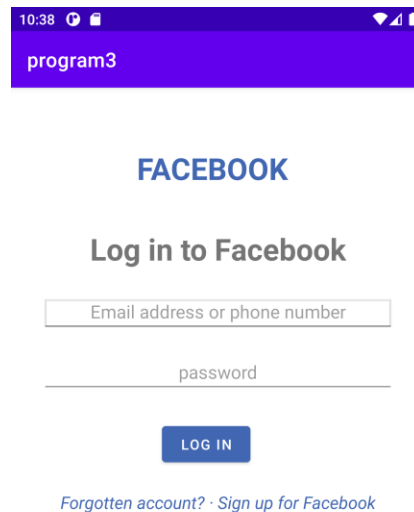 10:38
program3
FACEBOOK
Log in to Facebook
Email address or phone number
password
LOG IN
Forgotten account? · Sign up for Facebook